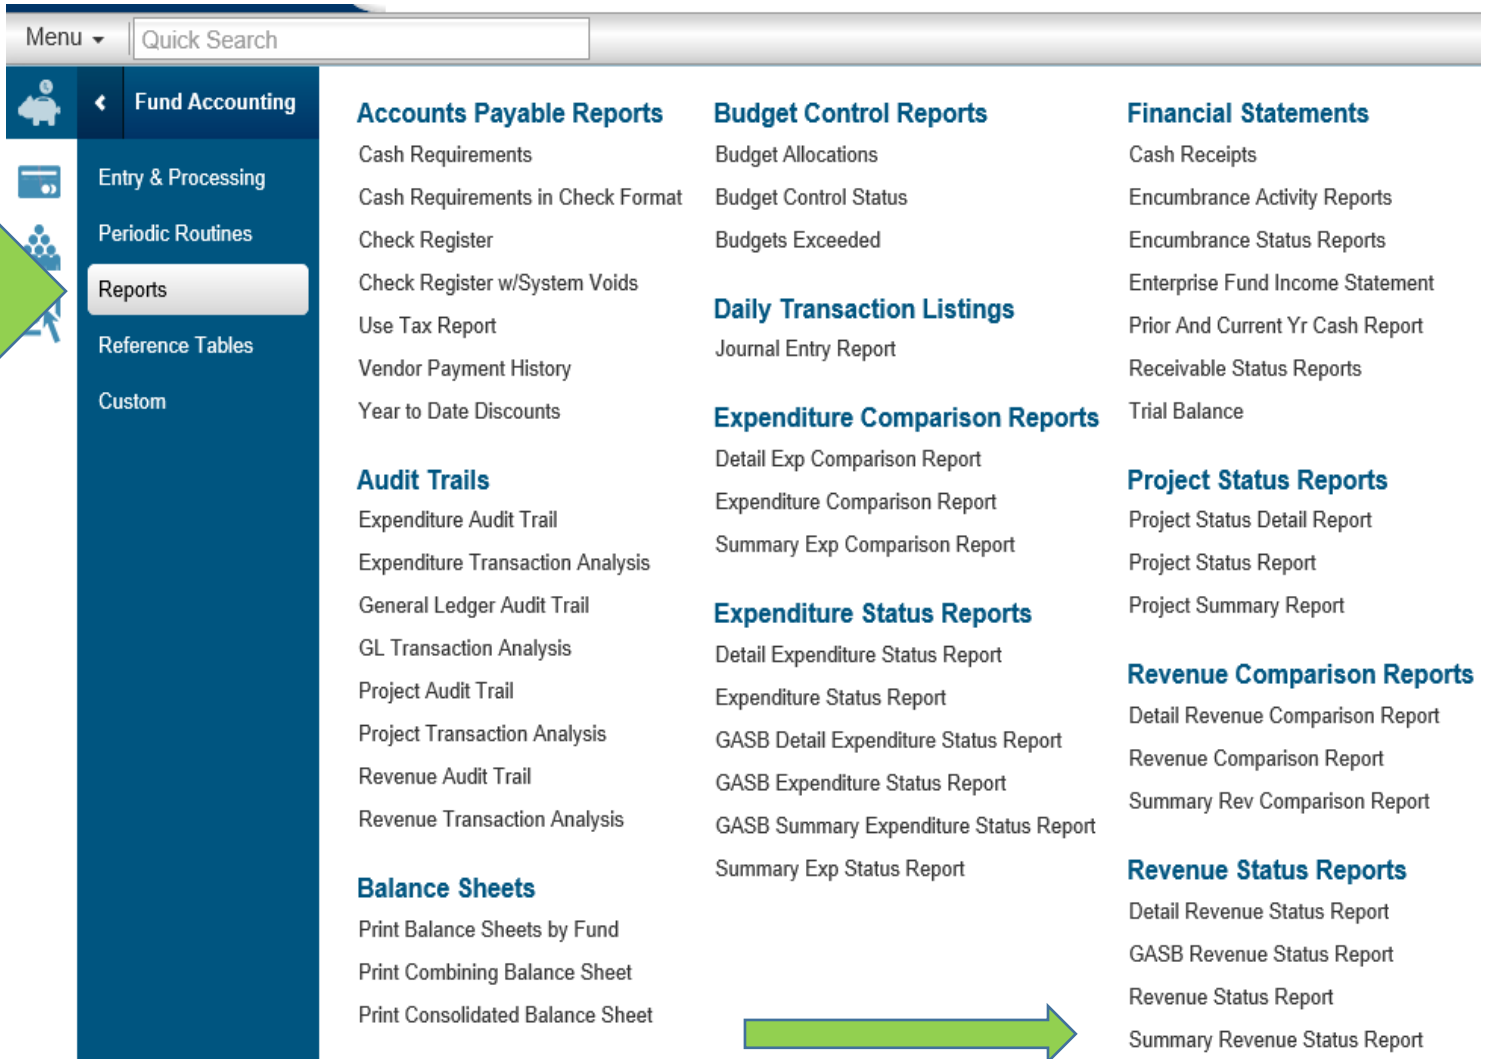 Menu
Quick Search
Fund Accounting
Entry & Processing
Periodic Routines
Reports
Reference Tables
Custom
Accounts Payable Reports
Cash Requirements
Cash Requirements in Check Format
Check Register
Check Register w/System Voids
Use Tax Report
Vendor Payment History
Year to Date Discounts
Audit Trails
Expenditure Audit Trail
Expenditure Transaction Analysis
General Ledger Audit Trail
GL Transaction Analysis
Project Audit Trail
Project Transaction Analysis
Revenue Audit Trail
Revenue Transaction Analysis
Balance Sheets
Print Balance Sheets by Fund
Print Combining Balance Sheet
Print Consolidated Balance Sheet
Budget Control Reports
Budget Allocations
Budget Control Status
Budgets Exceeded
Daily Transaction Listings
Journal Entry Report
Expenditure Comparison Reports
Detail Exp Comparison Report
Expenditure Comparison Report
Summary Exp Comparison Report
Expenditure Status Reports
Detail Expenditure Status Report
Expenditure Status Report
GASB Detail Expenditure Status Report
GASB Expenditure Status Report
GASB Summary Expenditure Status Report
Summary Exp Status Report
Financial Statements
Cash Receipts
Encumbrance Activity Reports
Encumbrance Status Reports
Enterprise Fund Income Statement
Prior And Current Yr Cash Report
Receivable Status Reports
Trial Balance
Project Status Reports
Project Status Detail Report
Project Status Report
Project Summary Report
Revenue Comparison Reports
Detail Revenue Comparison Report
Revenue Comparison Report
Summary Rev Comparison Report
Revenue Status Reports
Detail Revenue Status Report
GASB Revenue Status Report
Revenue Status Report
Summary Revenue Status Report